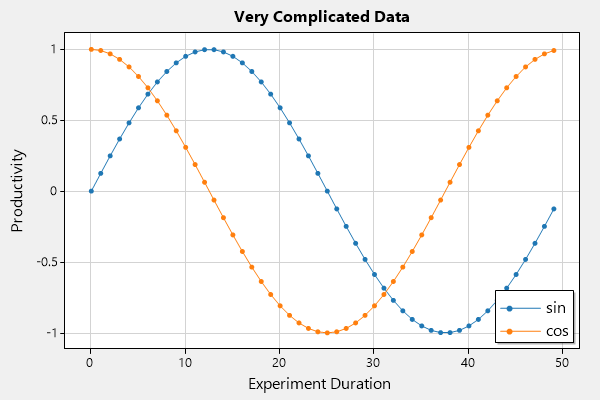 Very Complicated Data
Productivity
1
0.5
0
-0.5
-1
0
10
20
30
40
50
Experiment Duration
sin
cos